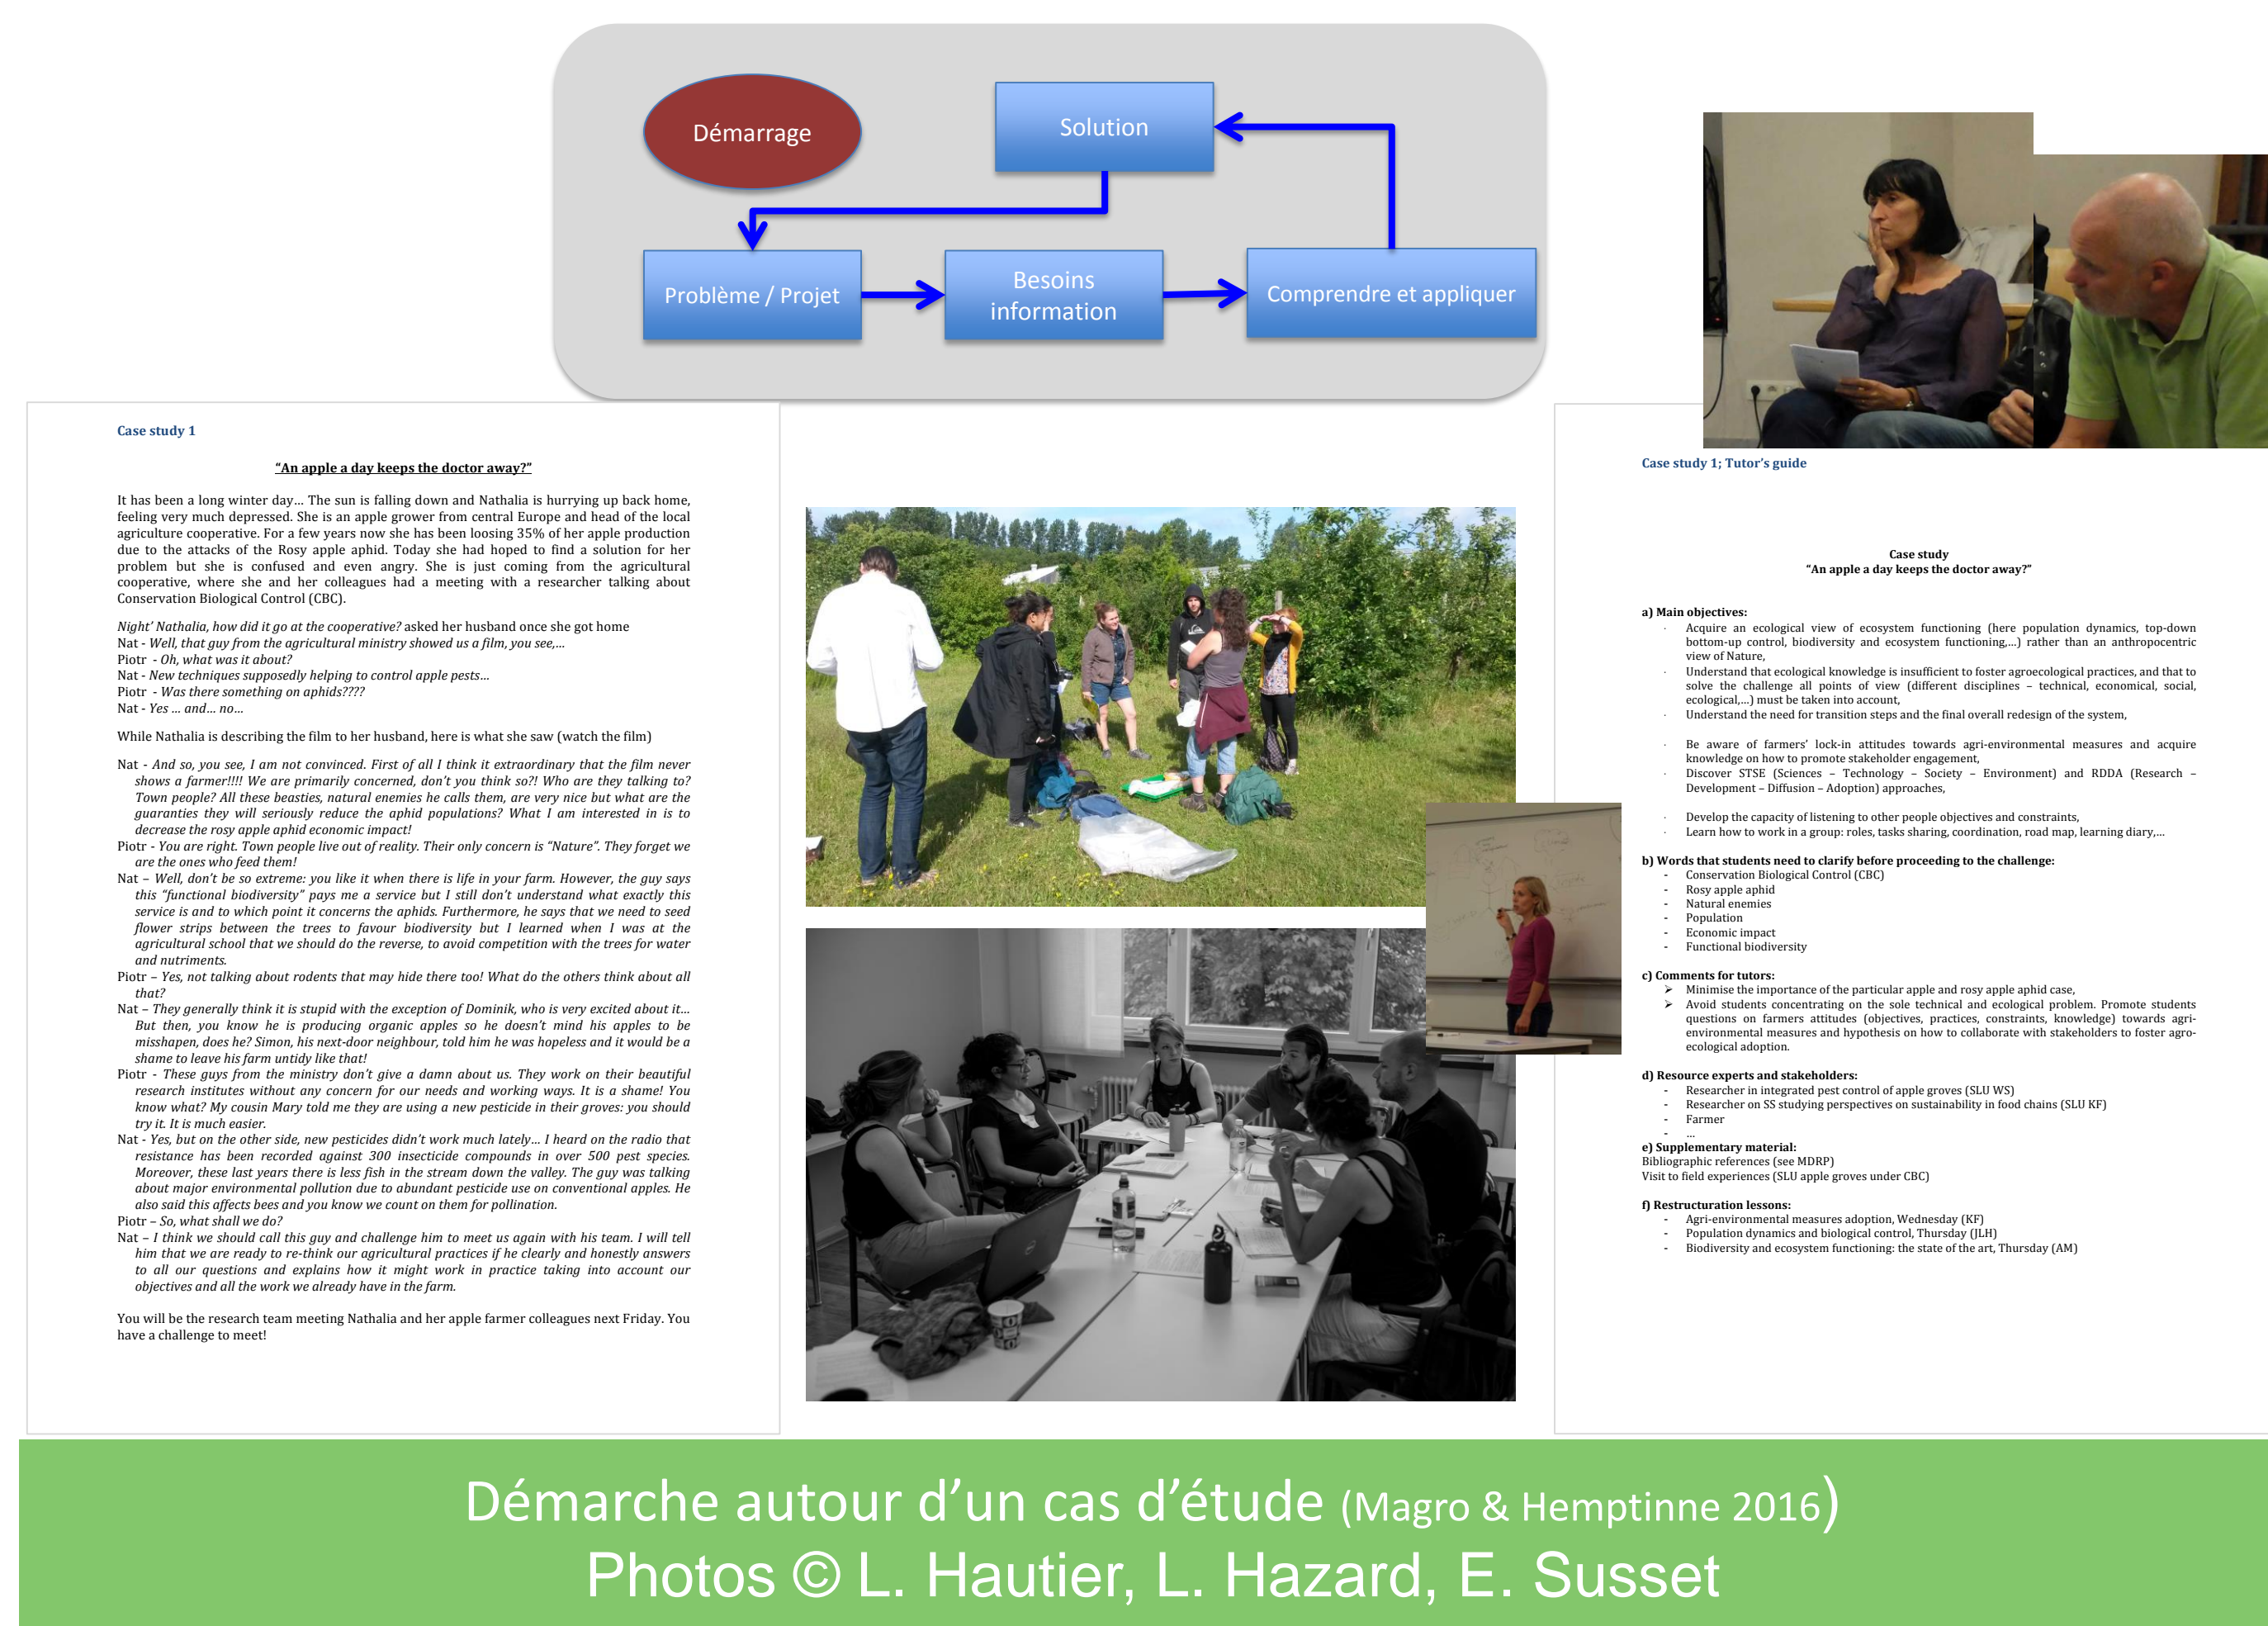 Démarrage
Solution
Problème / Projet
Besoins
information
Comprendre et appliquer
Case study 1
“An apple a day keeps the doctor away?”
It has been a long winter day… The sun is falling down and Nathalia is hurrying up back home,
feeling very much depressed. She is an apple grower from central Europe and head of the local
agriculture cooperative. For a few years now she has been loosing 35% of her apple production
due to the attacks of the Rosy apple aphid. Today she had hoped to find a solution for her
problem but she is confused and even angry. She is just coming from the agricultural
cooperative, where she and her colleagues had a meeting with a researcher talking about
Conservation Biological Control (CBC).
Night’ Nathalia, how did it go at the cooperative? asked her husband once she got home
Nat - Well, that guy from the agricultural ministry showed us a film, you see,…
Piotr - Oh, what was it about?
Nat - New techniques supposedly helping to control apple pests…
Piotr - Was there something on aphids????
Nat - Yes … and… no…
While Nathalia is describing the film to her husband, here is what she saw (watch the film)
Nat - And so, you see, I am not convinced. First of all I think it extraordinary that the film never
shows a farmer!!!! We are primarily concerned, don’t you think so?! Who are they talking to?
Town people? All these beasties, natural enemies he calls them, are very nice but what are the
guranties they will seriously reduce the aphid populations? What I am interested in is to
decrease the rosy apple aphid economic impact!
Piotr - You are right. Town people live out of reality. Their only concern is “Nature”. They forget we
are the ones who feed them!
Nat – Well, don’t be so extreme: you like it when there is life in your farm. However, the guy says
this “functional biodiversity” pays me a service but I still don’t understand what exactly this
service is and to which point it concerns the aphids. Furthermore, he says that we need to seed
flower strips between the trees to favour biodiversity but I learned when I was at the
agricultural school that we should do the reverse, to avoid competition with the trees for water
and nutriments.
Piotr – Yes, not talking about rodents that may hide there too! What do the others think about all
that?
Nat – They generally think it is stupid with the exception of Dominik, who is very excited about it…
But then, you know he is producing organic apples so he doesn’t mind his apples to be
misshapen, does he? Simon, his next-door neighbour, told him he was hopeless and it would be a
shame to leave his farm untidy like that!
Piotr - These guys from the ministry don’t give a damn about us. They work on their beautiful
research institutes without any concern for our needs and working ways. It is a shame! You
know what? My cousin Mary told me they are using a new pesticide in their groves: you should
try it. It is much easier.
Nat - Yes, but on the other side, new pesticides didn’t work much lately… I heard on the radio that
resistance has been recorded against 300 insecticide compounds in over 500 pest species.
Moreover, these last years there is less fish in the stream down the valley. The guy was talking
about major environmental pollution due to abundant pesticide use on conventional apples. He
also said this affects bees and you know we count on them for pollination.
Piotr – So, what shall we do?
Nat – I think we should call this guy and challenge him to meet us again with his team. I will tell
him that we are ready to re-think our agricultural practices if he clearly and honestly answers
to all our questions and explains how it might work in practice taking into account our
objectives and all the work we already have in the farm.
You will be the research team meeting Nathalia and her apple farmer colleagues next Friday. You
have a challenge to meet!
Case study 1; Tutor’s guide
Case study
“An apple a day keeps the doctor away?”
a) Main objectives:
· Acquire an ecological view of ecosystem functioning (here population dynamics, top-down
bottom-up control, biodiversity and ecosystem functioning,…) rather than an anthropocentric
view of Nature,
· Understand that ecological knowledge is insufficient to foster agroecological practices, and that to
solve the challenge all points of view (different disciplines – technical, economical, social,
ecological,…) must be taken into account,
· Understand the need for transition steps and the final overall redesign of the system,
· Be aware of farmers’ lock-in attitudes towards agri-environmental measures and acquire
knowledge on how to promote stakeholder engagement,
· Discover STSE (Sciences – Technology – Society – Environment) and RDDA (Research –
Development – Diffusion – Adoption) approaches,
· Develop the capacity of listening to other people objectives and constraints,
· Learn how to work in a group: roles, tasks sharing, coordination, road map, learning diary,…
b) Words that students need to clarify before proceeding to the challenge:
- Conservation Biological Control (CBC)
- Rosy apple aphid
- Natural enemies
- Population
- Economic impact
- Functional biodiversity
c) Comments for tutors:
➤ Minimise the importance of the particular apple and rosy apple aphid case,
➤ Avoid students concentrating on the sole technical and ecological problem. Promote students
questions on farmers attitudes (objectives, practices, constraints, knowledge) towards agri-
environmental measures and hypothesis on how to collaborate with stakeholders to foster agro-
ecological adoption.
d) Resource experts and stakeholders:
- Researcher in integrated pest control of apple groves (SLU WS)
- Researcher on SS studying perspectives on sustainability in food chains (SLU KF)
- Farmer
- …
e) Supplementary material:
Bibliographic references (see MDRP)
Visit to field experiences (SLU apple groves under CBC)
f) Restructuration lessons:
- Agri-environmental measures adoption, Wednesday (KF)
- Population dynamics and biological control, Thursday (JLH)
- Biodiversity and ecosystem functioning: the state of the art, Thursday (AM)
Démarche autour d’un cas d’étude (Magro & Hemptinne 2016)
Photos © L. Hautier, L. Hazard, E. Susset